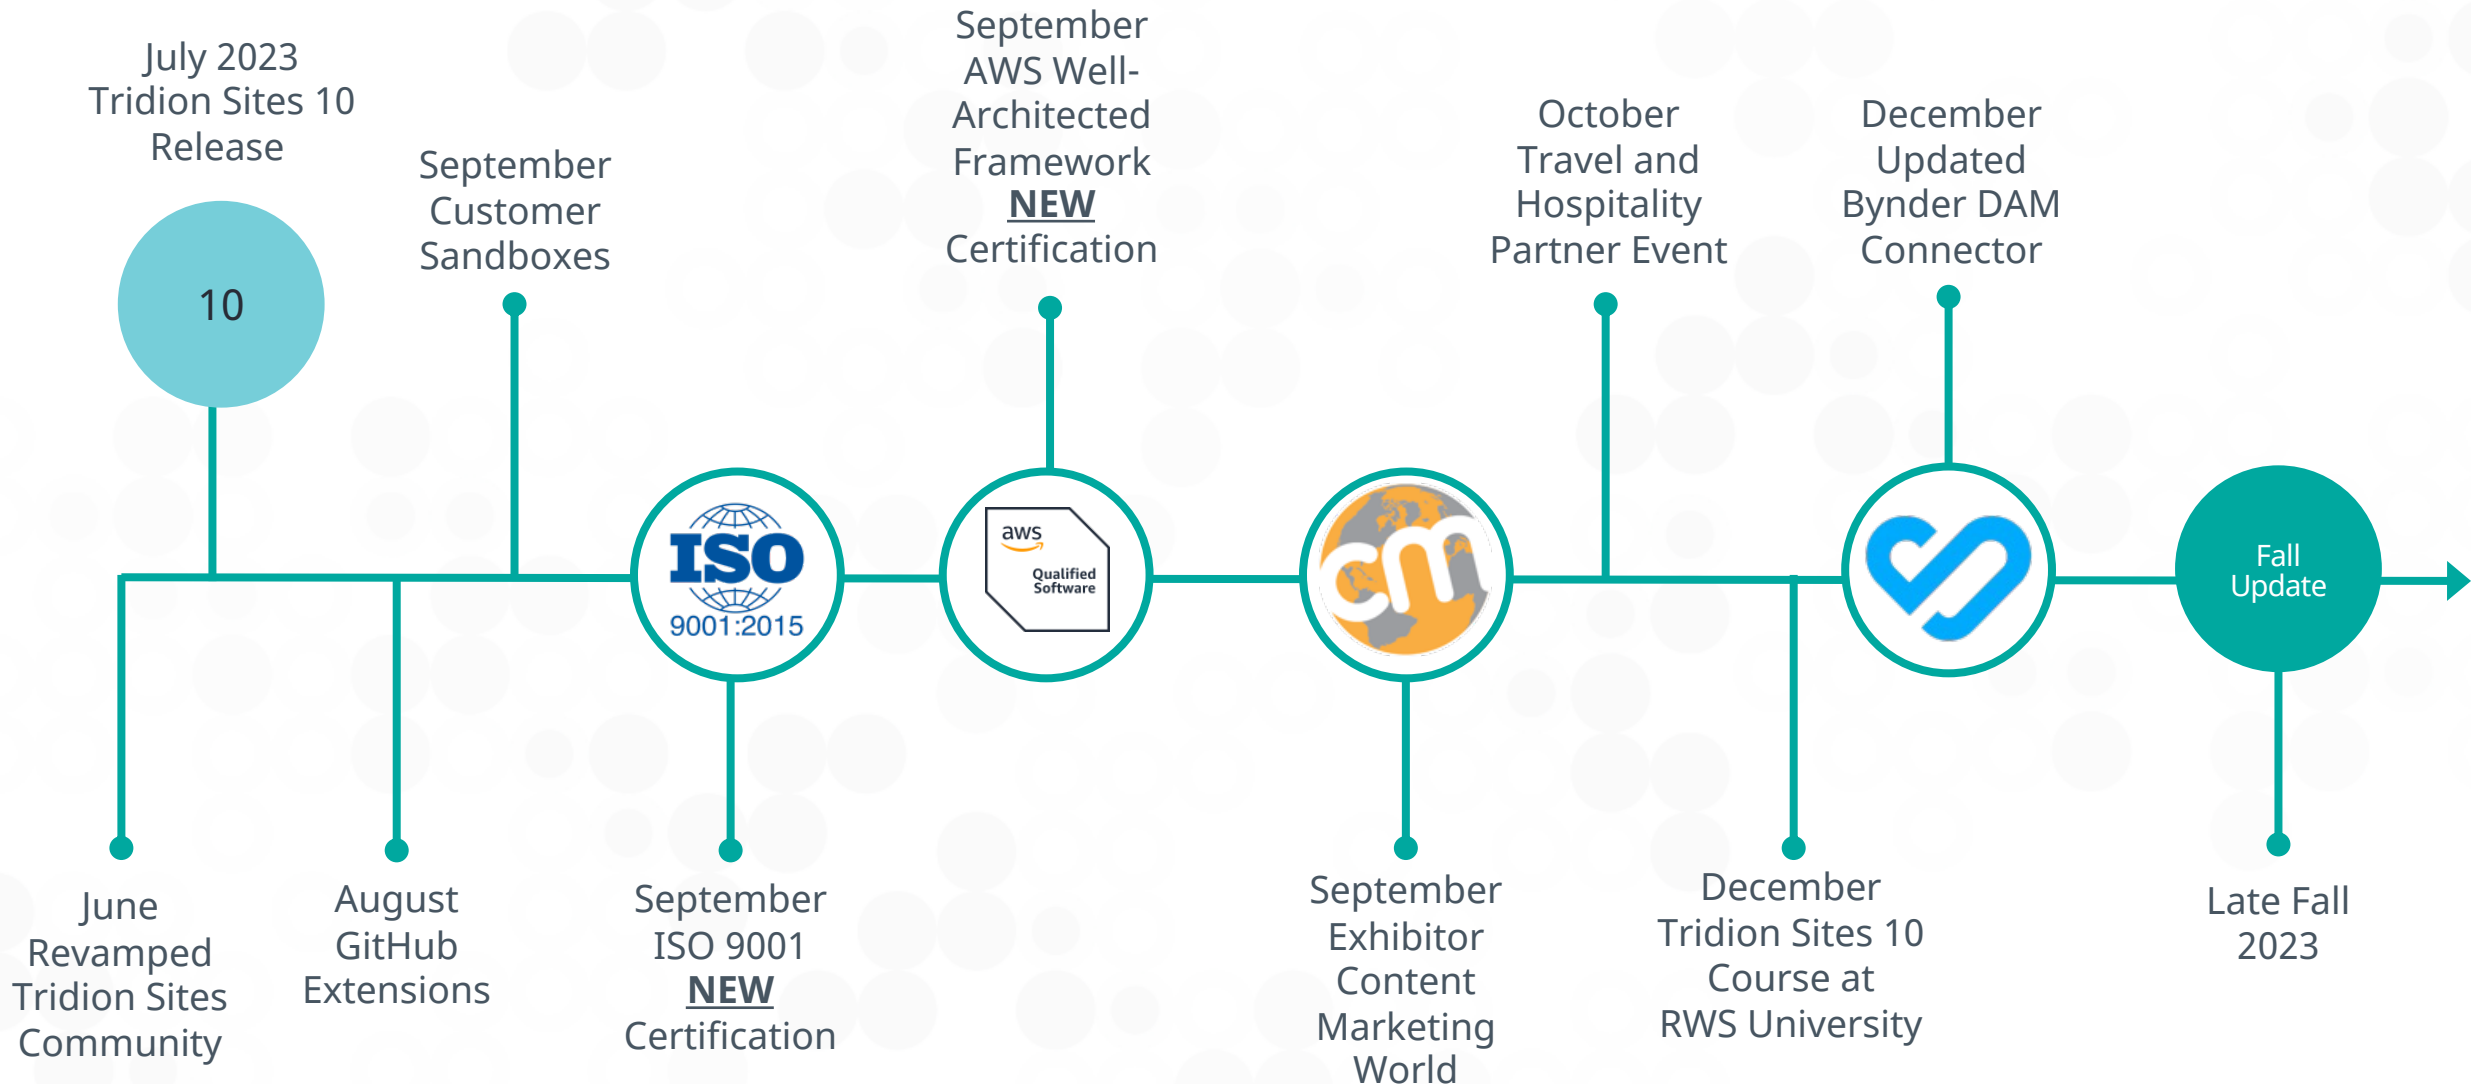 July 2023
Tridion Sites 10
Release
10
September
Customer
Sandboxes
September
AWS Well-
Architected
Framework
NEW
Certification
October
Travel and
Hospitality
Partner Event
December
Updated
Bynder DAM
Connector
ISO
9001:2015
aws
Qualified
Software
cm
Fall
Update
June
Revamped
Tridion Sites
Community
August
GitHub
Extensions
September
ISO 9001
NEW
Certification
September
Exhibitor
Content
Marketing
World
December
Tridion Sites 10
Course at
RWS University
Late Fall
2023